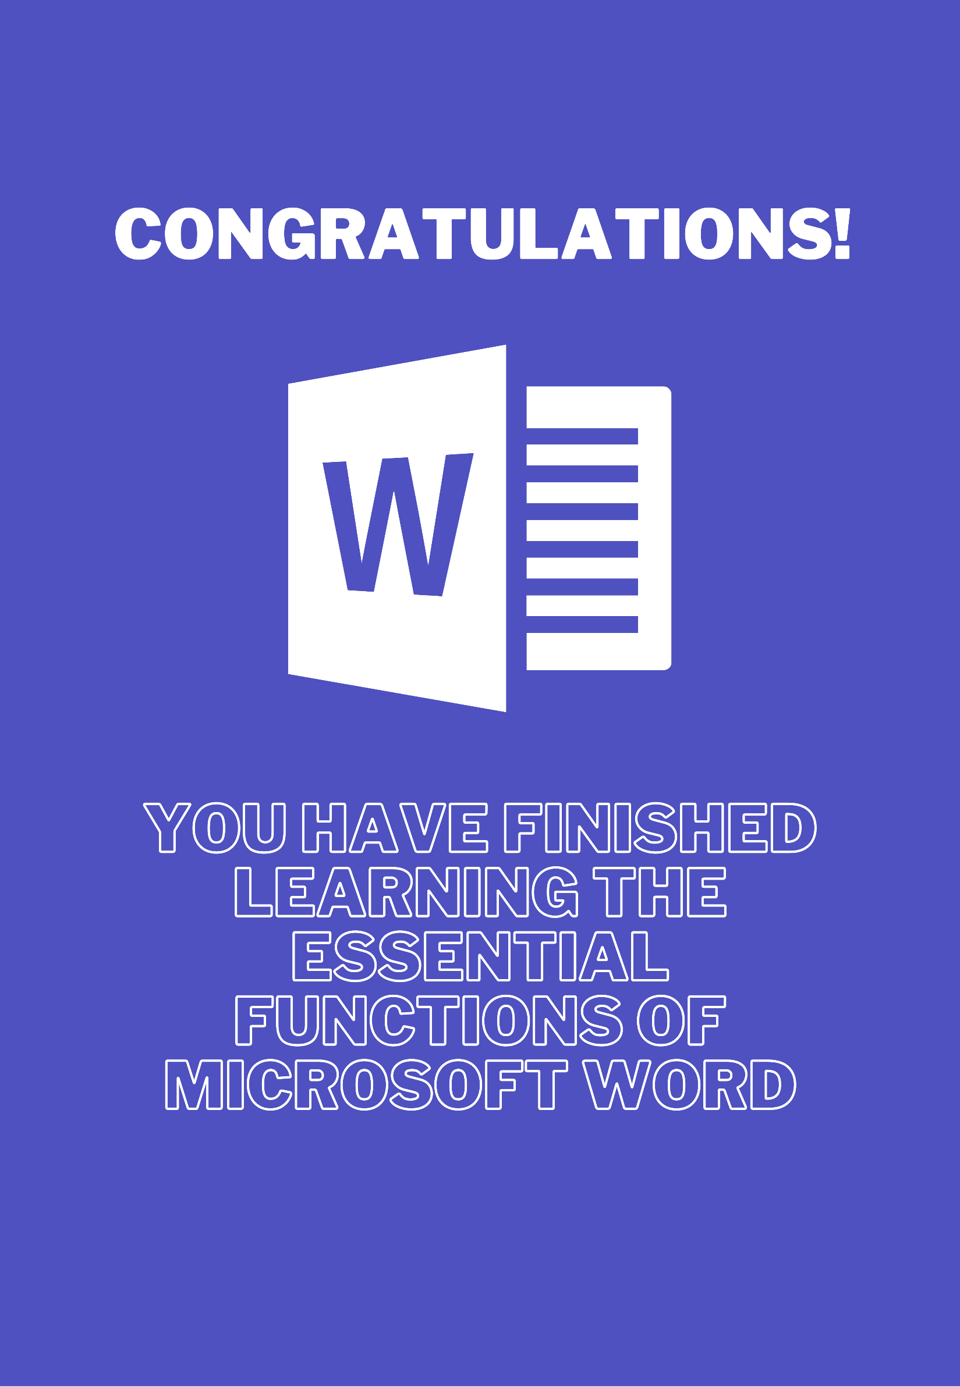 CONGRATULATIONS!
W
YOU HAVE FINISHED
LEARNING THE
ESSENTIAL
FUNCTIONS OF
MICROSOFT WORD